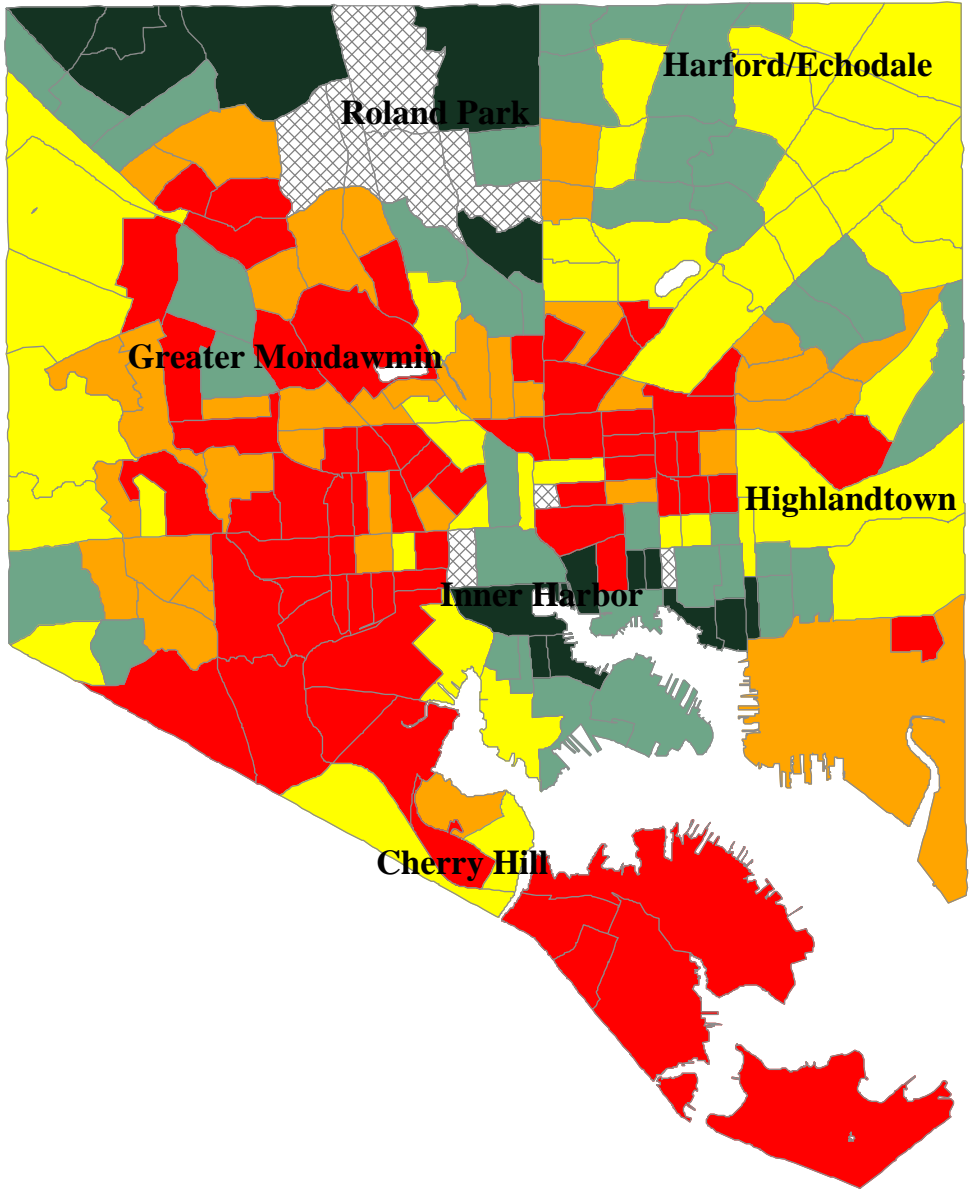 Harford/Echodale
Roland Park
Greater Mondawmin
Highlandtown
Inner Harbor
Cherry Hill